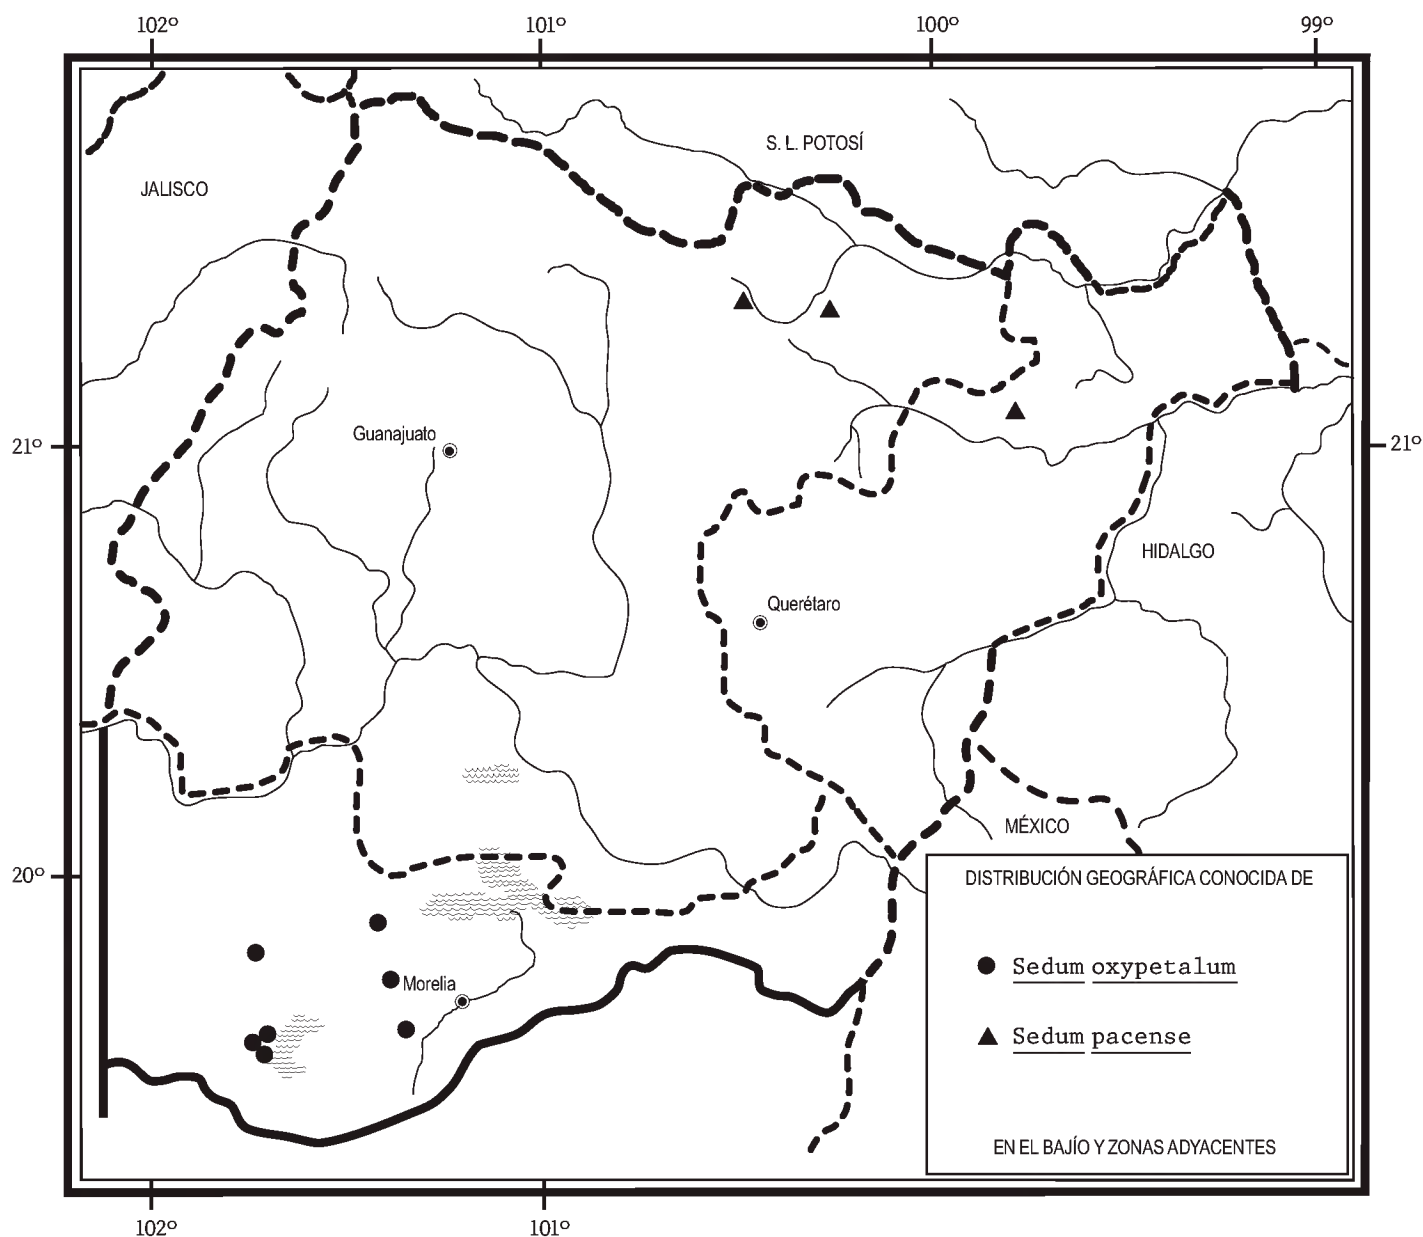 102º 101º 100º 99º
S. L. POTOSÍ
JALISCO
Guanajuato
21º
21º
HIDALGO
Querétaro
MÉXICO
20º
DISTRIBUCIÓN GEOGRÁFICA CONOCIDA DE
Sedum oxypetalum
Morelia
Sedum pacense
EN EL BAJÍO Y ZONAS ADYACENTES
102º 101º